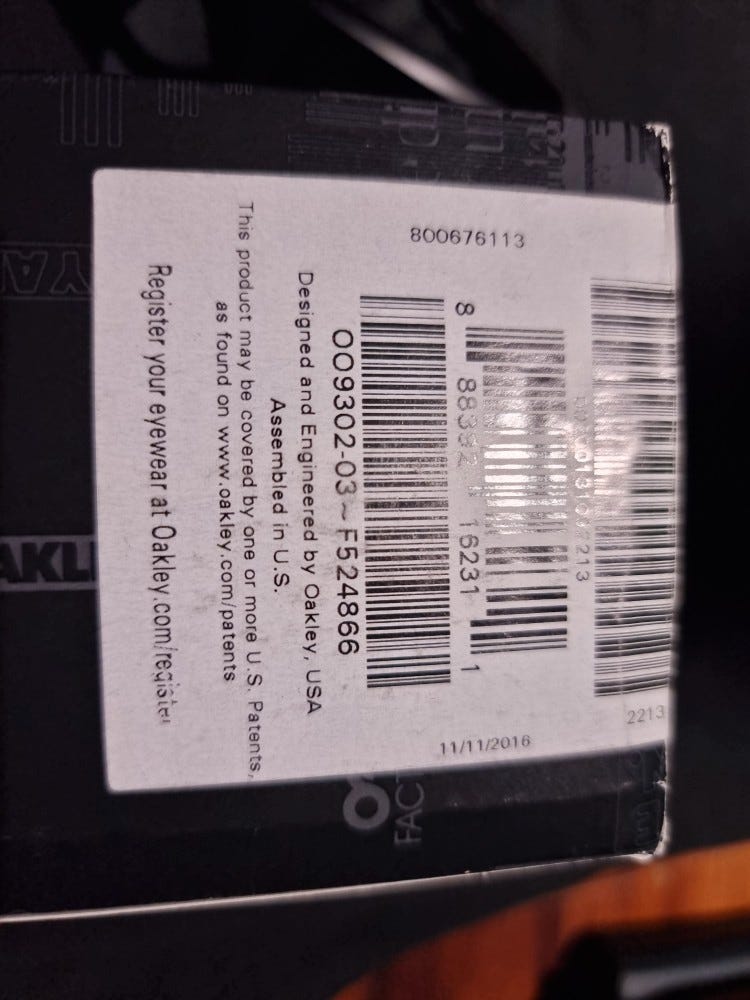 2213
8 88392 16231 1
800676113 11/11/2016
OO9302-03 ~ F524866
Designed and Engineered by Oakley, USA
Assembled in U.S.
This product may be covered by one or more U.S. Patents,
as found on www.oakley.com/patents
Register your eyewear at Oakley.com/register
FACT
AKL